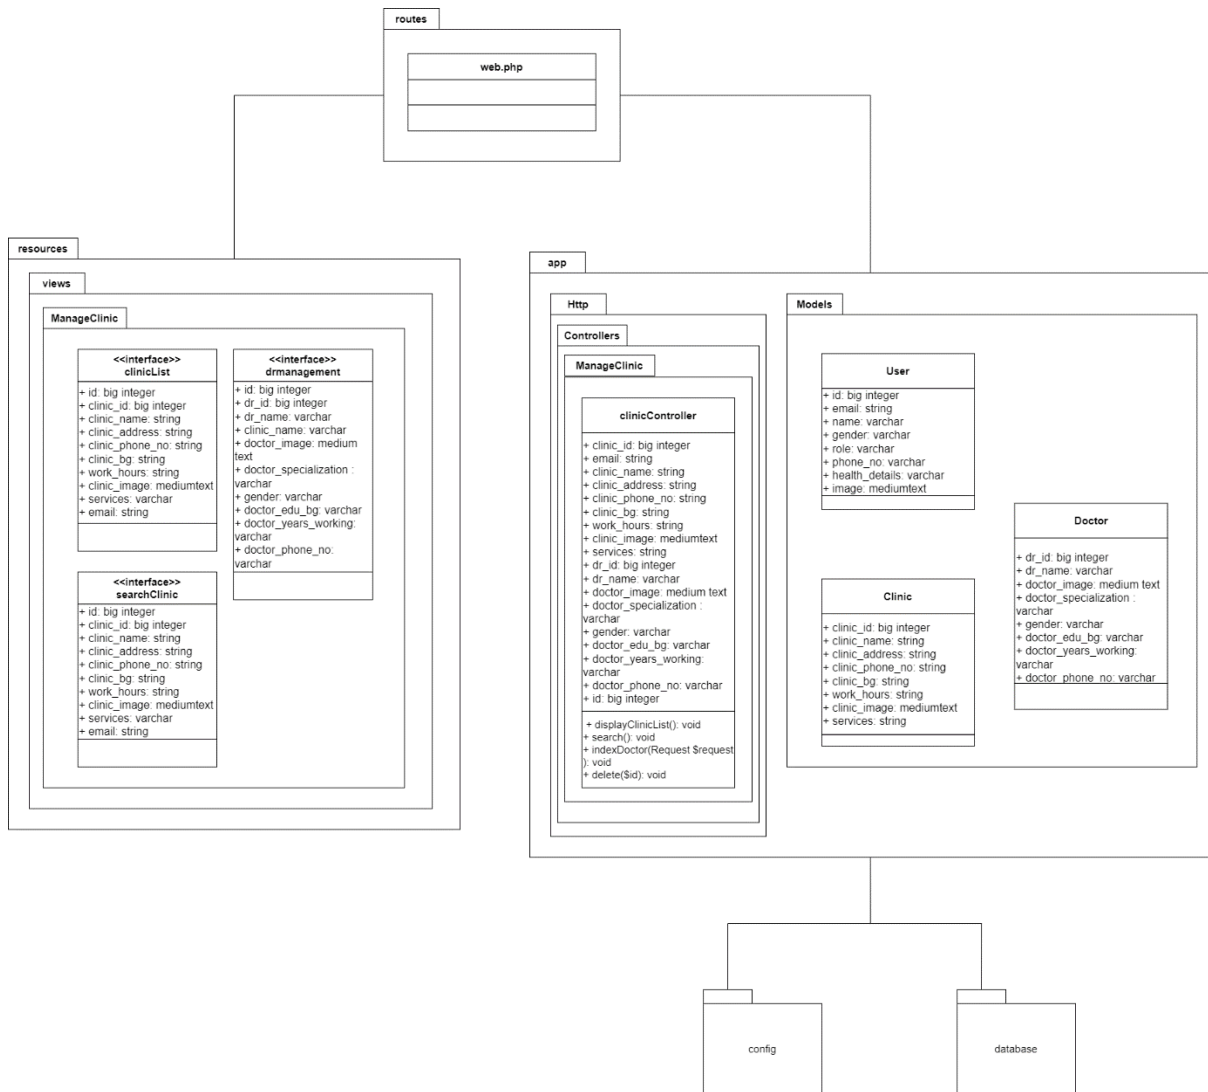 routes
web.php
resources
views
ManageClinic
<<interface>>
clinicList
+ id: big integer
+ clinic_id: big integer
+ clinic_name: string
+ clinic_address: string
+ clinic_phone_no: string
+ clinic_bg: string
+ work_hours: string
+ clinic_image: mediumtext
+ services: varchar
+ email: string
<<interface>>
drmanagement
+ id: big integer
+ dr_id: big integer
+ dr_name: varchar
+ clinic_name: varchar
+ doctor_image: medium
text
+ doctor_specialization :
varchar
+ gender: varchar
+ doctor_edu_bg: varchar
+ doctor_years_working:
varchar
+ doctor_phone_no:
varchar
<<interface>>
searchClinic
+ id: big integer
+ clinic_id: big integer
+ clinic_name: string
+ clinic_address: string
+ clinic_phone_no: string
+ clinic_bg: string
+ work_hours: string
+ clinic_image: mediumtext
+ services: varchar
+ email: string
app
Http
Controllers
ManageClinic
clinicController
+ clinic_id: big integer
+ email: string
+ clinic_name: string
+ clinic_address: string
+ clinic_phone_no: string
+ clinic_bg: string
+ work_hours: string
+ clinic_image: mediumtext
+ services: string
+ dr_id: big integer
+ dr_name: varchar
+ doctor_image: medium text
+ doctor_specialization :
varchar
+ gender: varchar
+ doctor_edu_bg: varchar
+ doctor_years_working:
varchar
+ doctor_phone_no: varchar
+ id: big integer
+ displayClinicList(): void
+ search(): void
+ indexDoctor(Request $request
): void
+ delete($id): void
Models
User
+ id: big integer
+ email: string
+ name: varchar
+ gender: varchar
+ role: varchar
+ phone_no: varchar
+ health_details: varchar
+ image: mediumtext
Doctor
+ dr_id: big integer
+ dr_name: varchar
+ doctor_image: medium text
+ doctor_specialization :
varchar
+ gender: varchar
+ doctor_edu_bg: varchar
+ doctor_years_working:
varchar
+ doctor_phone_no: varchar
Clinic
+ clinic_id: big integer
+ clinic_name: string
+ clinic_address: string
+ clinic_phone_no: string
+ clinic_bg: string
+ work_hours: string
+ clinic_image: mediumtext
+ services: string
config
database